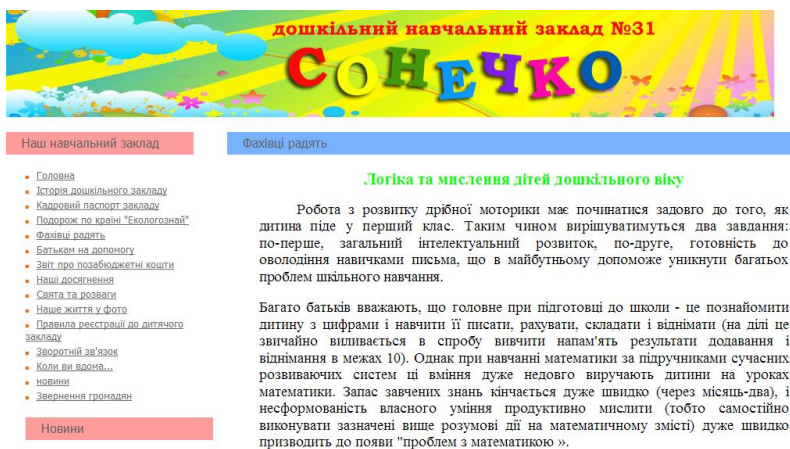 дошкільний навчальний заклад №31
СОНЕЧКО
Наш навчальний заклад
Головна
Історія дошкільного закладу
Кадровий паспорт закладу
Подорож по країні "Екологознай"
Фахівці радять
Батькам на допомогу
Звіт про позабюджетні кошти
Наші досягнення
Свята та розваги
Наше життя у фото
Правила реєстрації до дитячого
закладу
Зворотній зв'язок
Коли ви вдома...
новини
Звернення громадян
Новини
Фахівці радять
Логіка та мислення дітей дошкільного віку
Робота з розвитку дрібної моторики має починатися задовго до того, як
дитина піде у перший клас. Таким чином вирішуватимуться два завдання:
по-перше, загальний інтелектуальний розвиток, по-друге, готовність до
оволодіння навичками письма, що в майбутньому допоможе уникнути багатьох
проблем шкільного навчання.
Багато батьків вважають, що головне при підготовці до школи - це познайомити
дитину з цифрами і навчити її писати, рахувати, складати і віднімати (на ділі це
звичайно виливається в спробу вивчити напам'ять результати додавання і
віднімання в межах 10). Однак при навчанні математики за підручниками сучасних
розвиваючих систем ці вміння дуже недовго виручають дитини на уроках
математики. Запас завчених знань кінчається дуже швидко (через місяць-два), і
несформованість власного уміння продуктивно мислити (тобто самостійно
виконувати зазначені вище розумові дії на математичному змісті) дуже швидко
призводить до появи "проблем з математикою ».